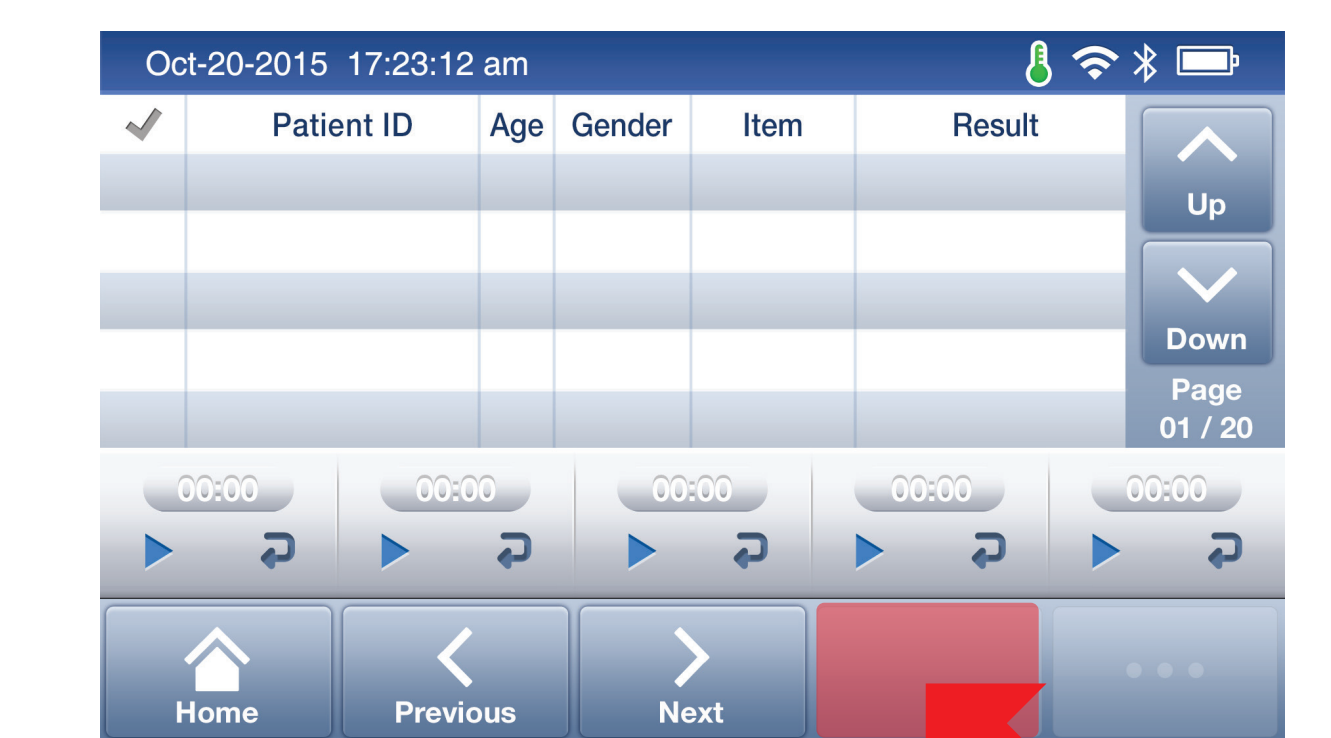 Oct-20-2015 17:23:12 am
Patient ID Age Gender Item Result
Up
Down
Page
01 / 20
00:00 00:00 00:00 00:00 00:00
Home Previous Next